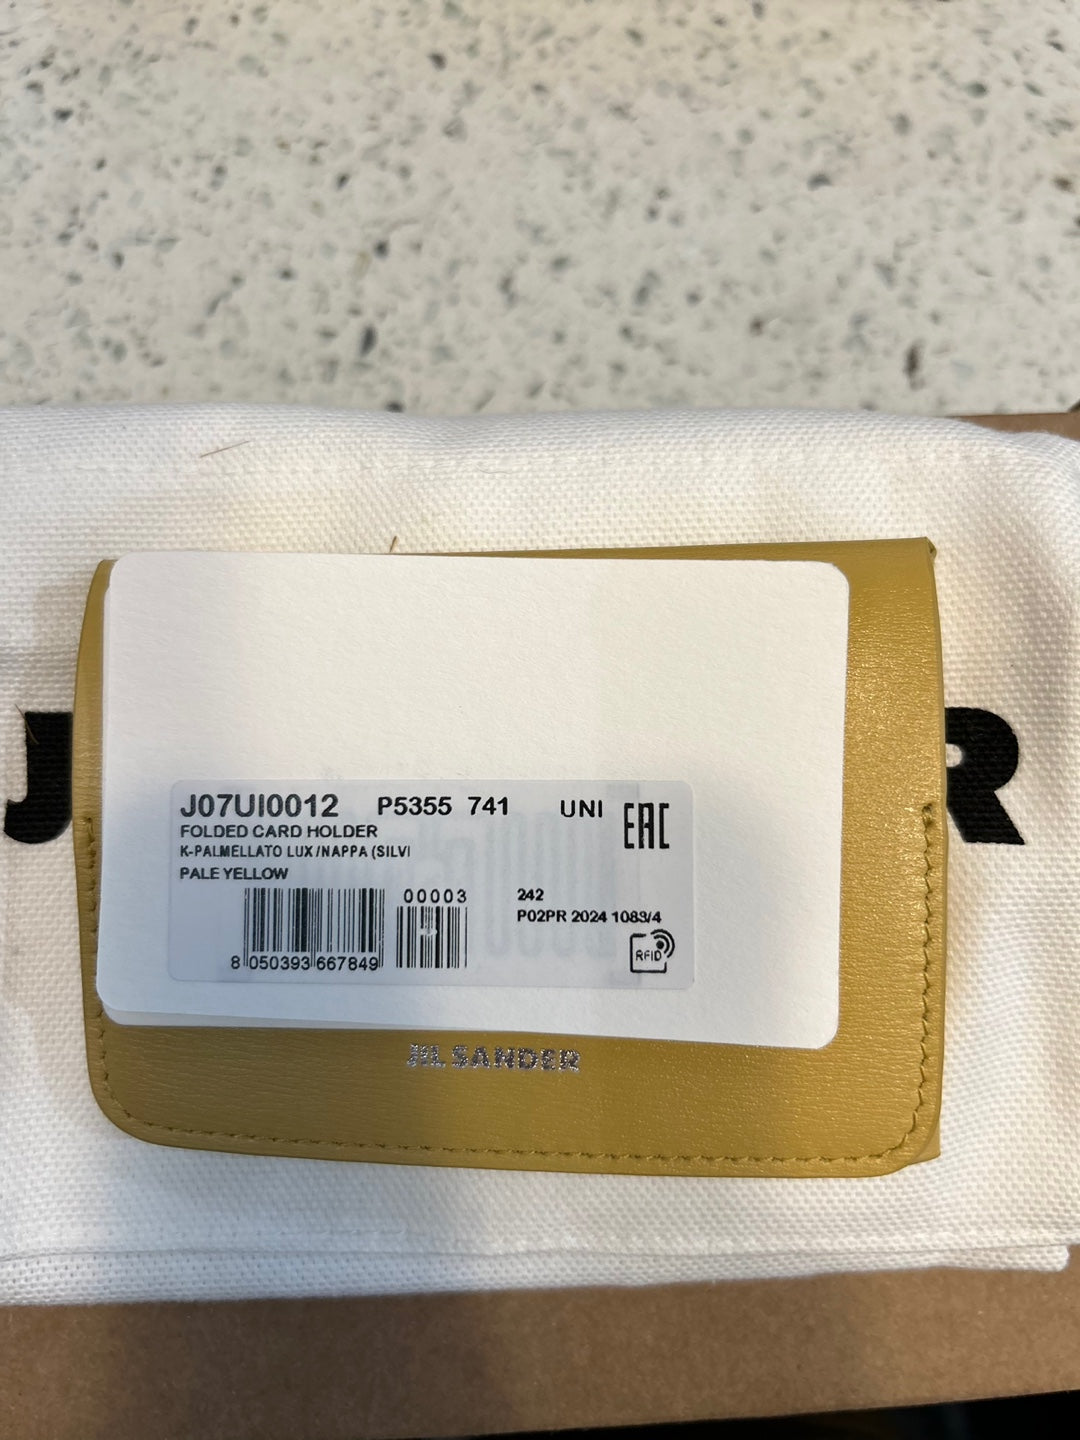 J R
J07UI0012 P5355 741 UNI EAC
FOLDED CARD HOLDER
K-PALMELLATO LUX/NAPPA (SILVI
PALE YELLOW
00003 242
P02PR 2024 1083/4
8 050393 667849
RFID
JIL SANDER